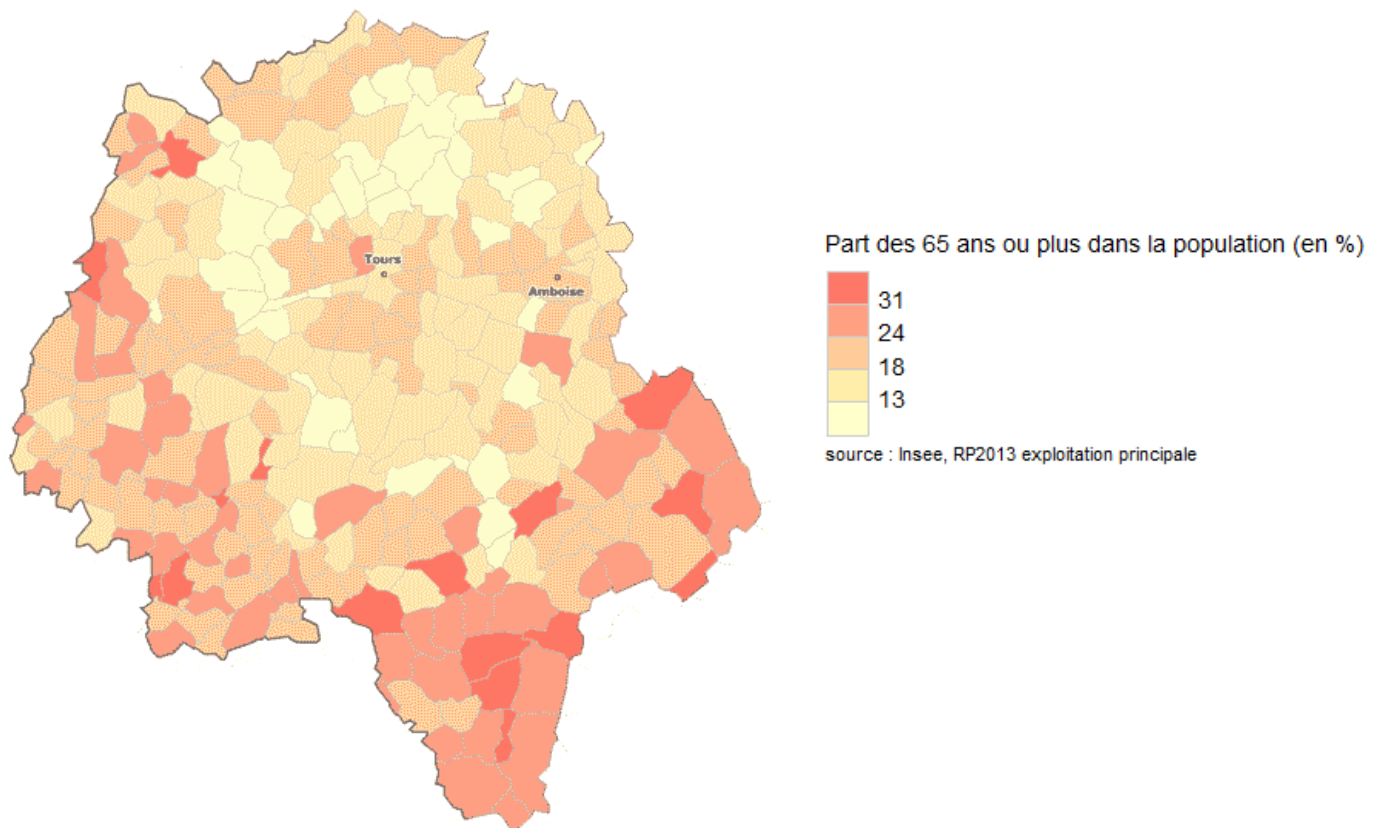 Tours
Amboise
Part des 65 ans ou plus dans la population (en %)
31
24
18
13
source : Insee, RP2013 exploitation principale